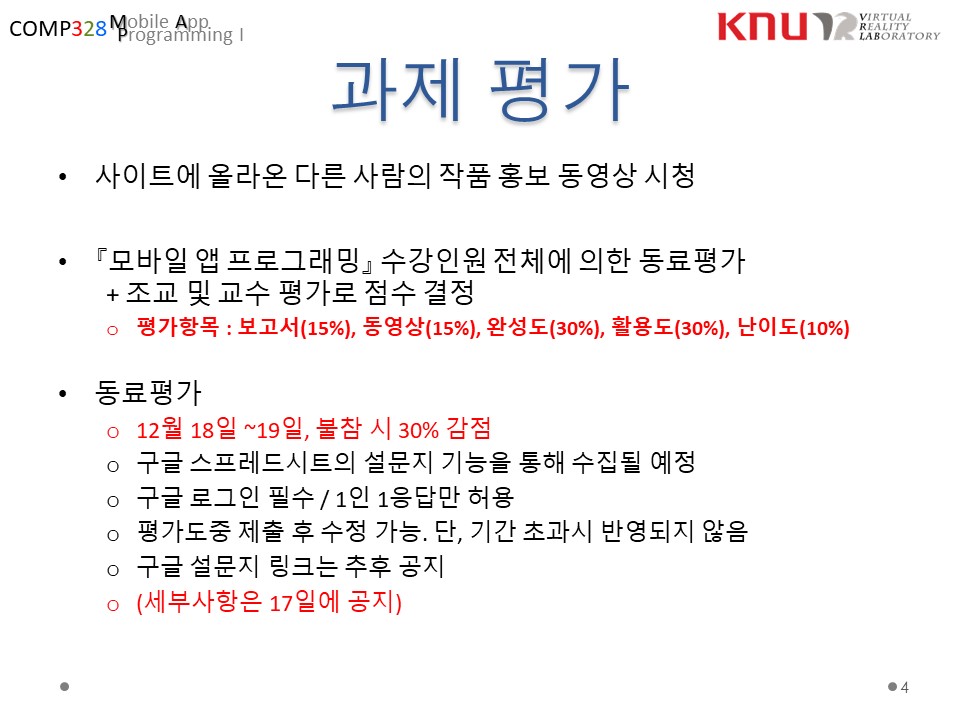 COMP328 Mobile App
Programming I
KNU VR VIRTUAL
REALITY
LABORATORY
과제 평가
• 사이트에 올라온 다른 사람의 작품 홍보 동영상 시청
• 『모바일 앱 프로그래밍』 수강인원 전체에 의한 동료평가
+ 조교 및 교수 평가로 점수 결정
o 평가항목 : 보고서(15%), 동영상(15%), 완성도(30%), 활용도(30%), 난이도(10%)
• 동료평가
o 12월 18일 ~19일, 불참 시 30% 감점
o 구글 스프레드시트의 설문지 기능을 통해 수집될 예정
o 구글 로그인 필수 / 1인 1응답만 허용
o 평가도중 제출 후 수정 가능. 단, 기간 초과시 반영되지 않음
o 구글 설문지 링크는 추후 공지
o (세부사항은 17일에 공지)
4